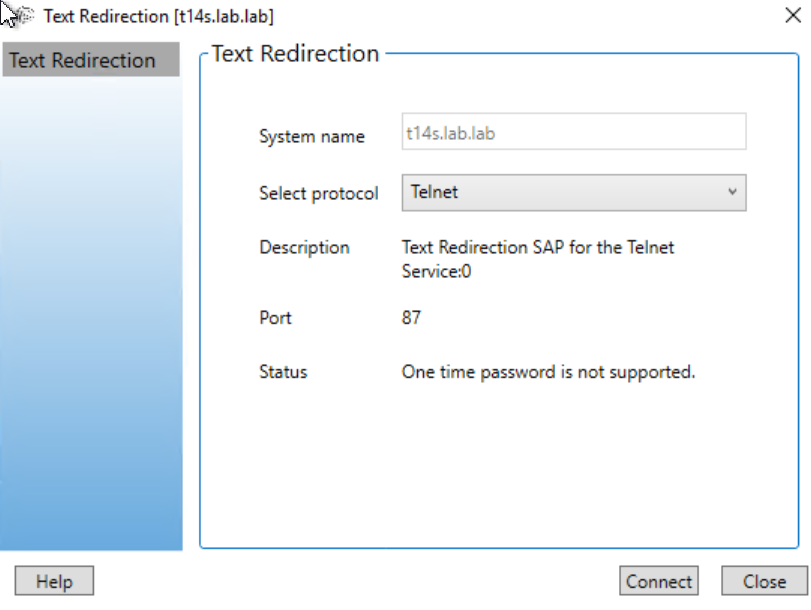 Text Redirection [t14s.lab.lab]
Text Redirection
Text Redirection
System name
t14s.lab.lab
Select protocol
Telnet
Description
Text Redirection SAP for the Telnet
Service:0
Port
87
Status
One time password is not supported.
Help
Connect
Close